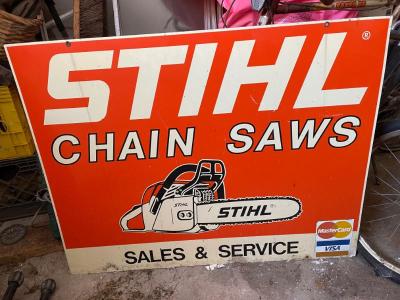 STIHL®
CHAIN SAWS
STIHL
STIHL
SALES & SERVICE
MasterCard
VISA